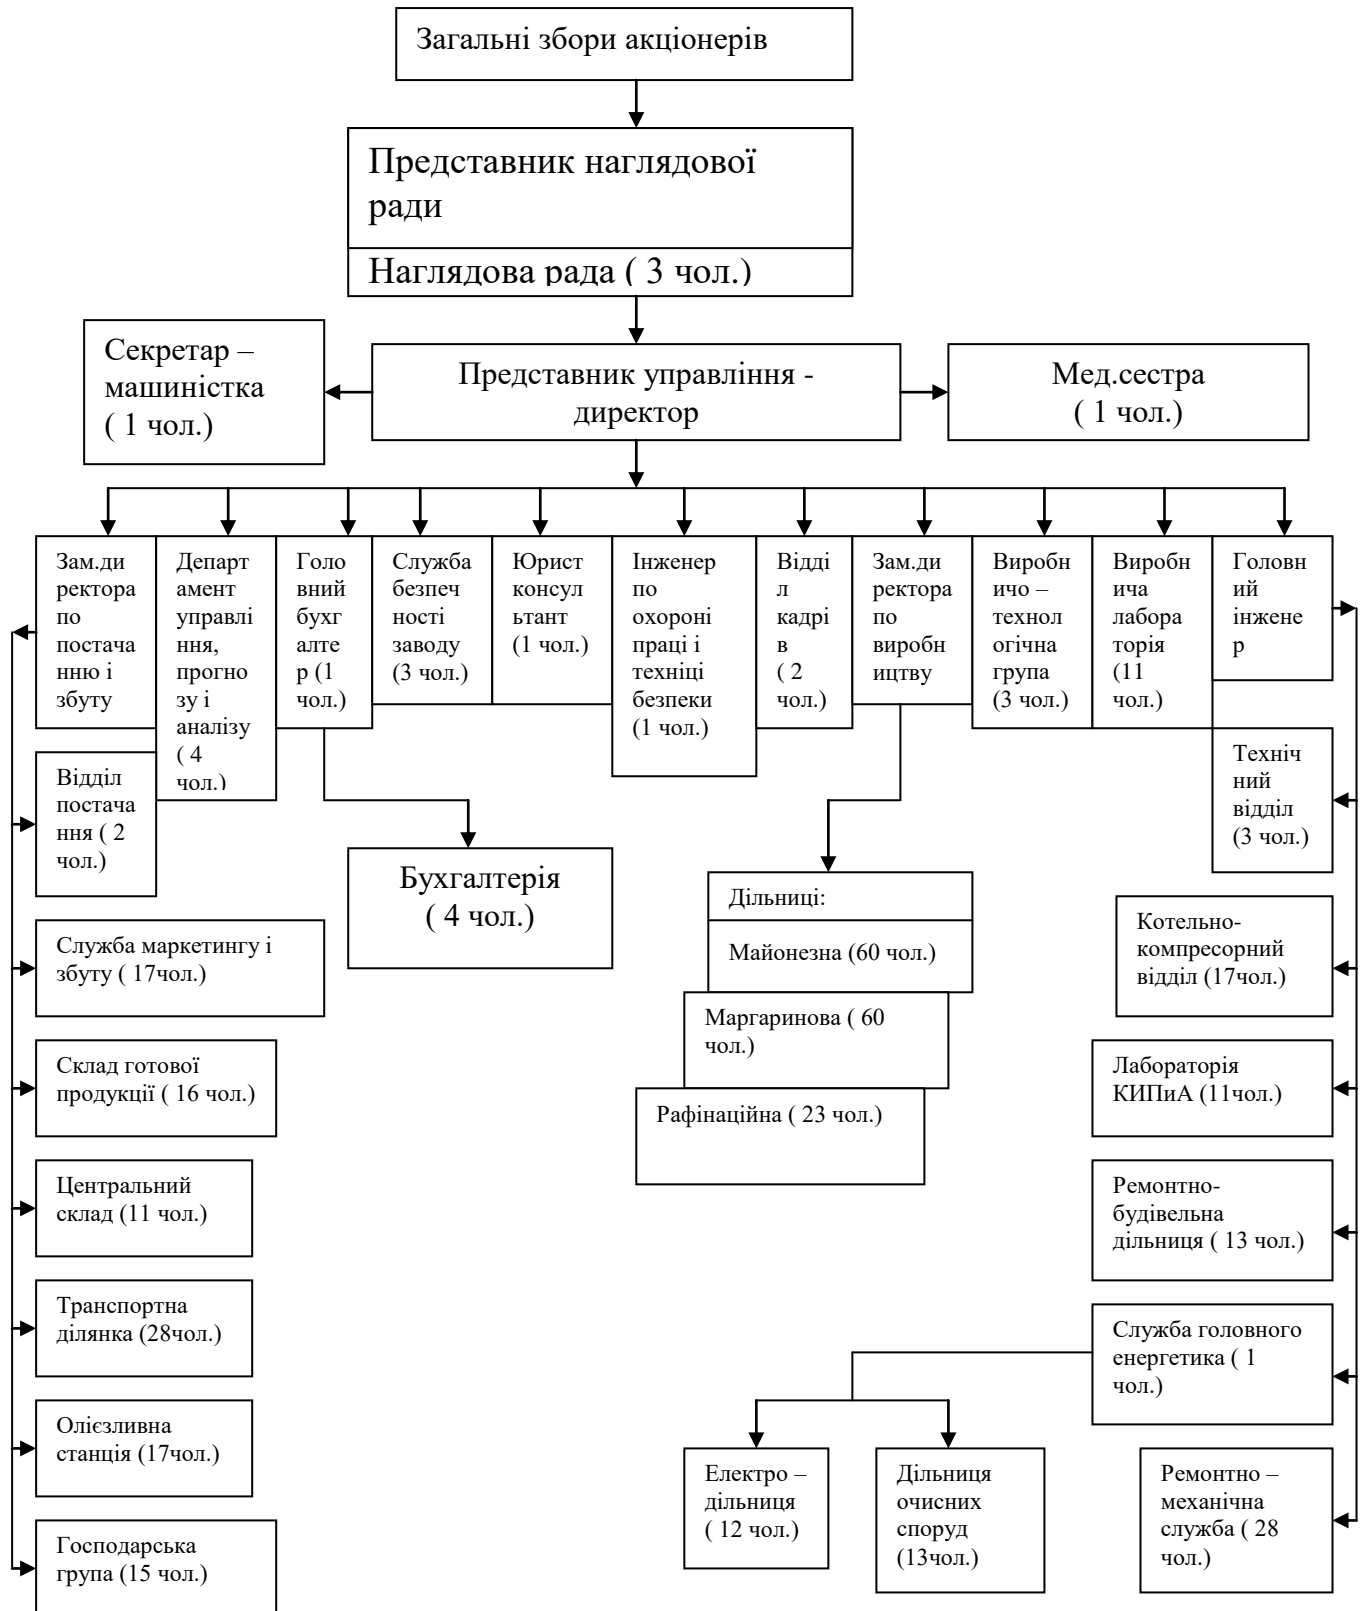 Загальні збори акціонерів
Представник наглядової
ради
Наглядова рада ( 3 чол.)
Секретар –
машиністка
( 1 чол.)
Представник управління -
директор
Мед.сестра
( 1 чол.)
Зам.ди
ректора
по
постача
нню і
збуту
Департ
амент
управлі
ння,
прогно
зу і
аналізу
( 4
чол.)
Голо
вний
бухг
алте
р (1
чол.)
Служба
безпеч
ності
заводу
(3 чол.)
Юрист
консул
ьтант
(1 чол.)
Інженер
по
охороні
праці і
техніці
безпеки
(1 чол.)
Відді
л
кадрі
в
( 2
чол.)
Зам.ди
ректора
по
виробн
ицтву
Виробн
ичо –
технол
огічна
група
(3 чол.)
Виробн
ича
лабора
торія
(11
чол.)
Головн
ий
інжене
р
Відділ
постача
ння ( 2
чол.)
Техніч
ний
відділ
(3 чол.)
Бухгалтерія
( 4 чол.)
Дільниці:
Майонезна (60 чол.)
Маргаринова ( 60
чол.)
Рафінаційна ( 23 чол.)
Служба маркетингу і
збуту ( 17чол.)
Котельно-
компресорний
відділ (17чол.)
Склад готової
продукції ( 16 чол.)
Лабораторія
КИПиА (11чол.)
Центральний
склад (11 чол.)
Ремонтно-
будівельна
дільниця ( 13 чол.)
Транспортна
ділянка (28чол.)
Служба головного
енергетика ( 1
чол.)
Олієзливна
станція (17чол.)
Електро –
дільниця
( 12 чол.)
Дільниця
очисних
споруд
(13чол.)
Ремонтно –
механічна
служба ( 28
чол.)
Господарська
група (15 чол.)